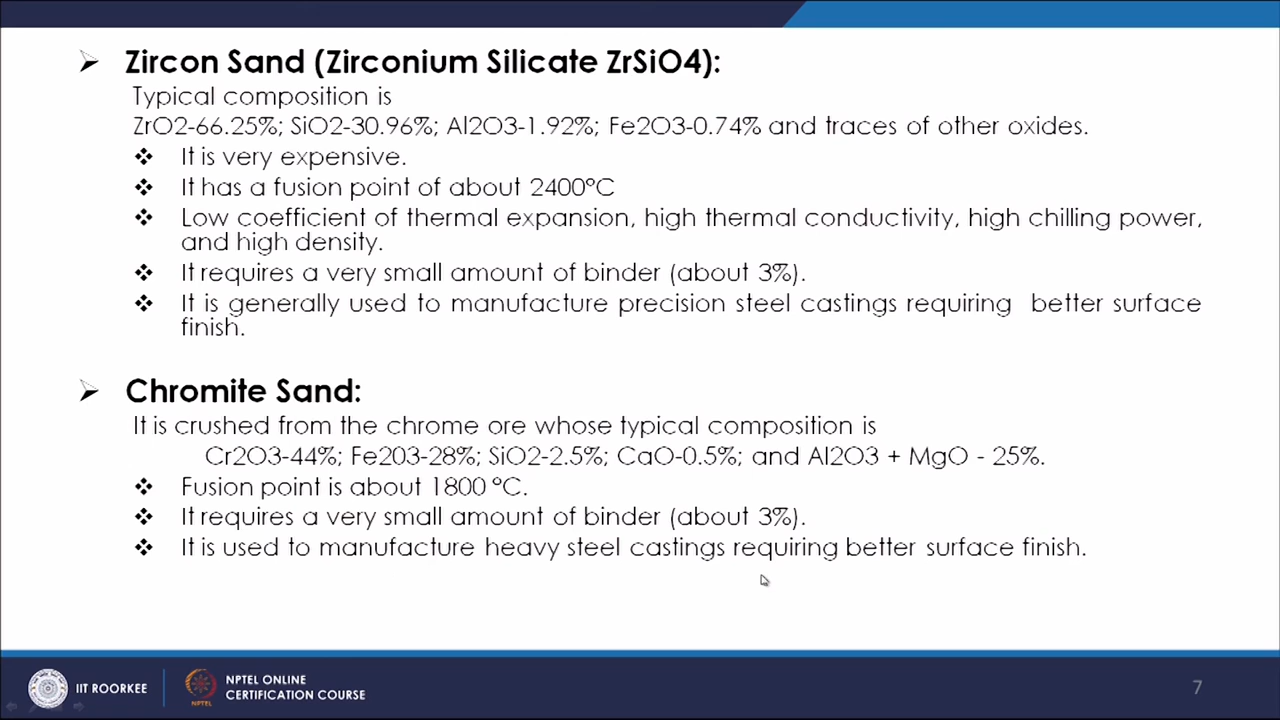 Zircon Sand (Zirconium Silicate ZrSiO4):
Typical composition is
ZrO2-66.25%; SiO2-30.96%; Al2O3-1.92%; Fe2O3-0.74% and traces of other oxides.
It is very expensive.
It has a fusion point of about 2400°C
Low coefficient of thermal expansion, high thermal conductivity, high chilling power,
and high density.
It requires a very small amount of binder (about 3%).
It is generally used to manufacture precision steel castings requiring better surface
finish.
Chromite Sand:
It is crushed from the chrome ore whose typical composition is
Cr2O3-44%; Fe203-28%; SiO2-2.5%; CaO-0.5%; and Al2O3 + MgO - 25%.
Fusion point is about 1800 °C.
It requires a very small amount of binder (about 3%).
It is used to manufacture heavy steel castings requiring better surface finish.
IIT ROORKEE
NPTEL
NPTEL ONLINE
CERTIFICATION COURSE
7